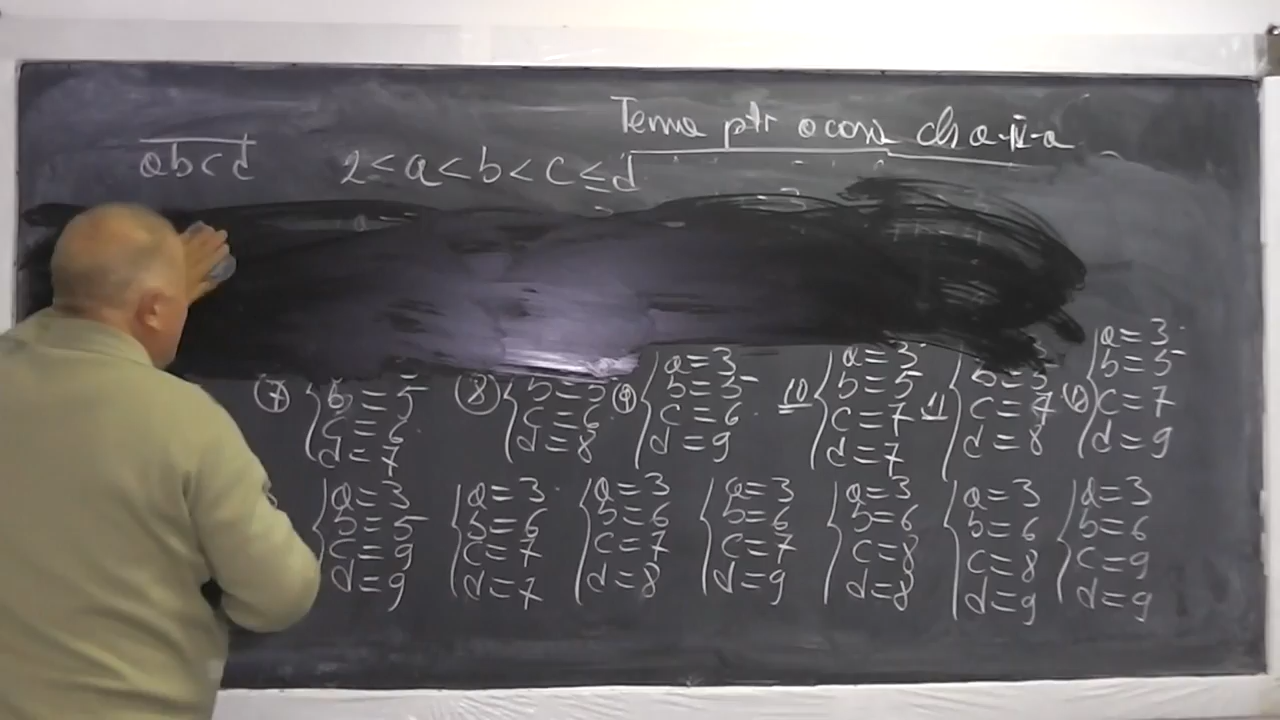 Tema ptr acasă cls a-IV-a
abcd 2<a<b<c≤d
⑦ { b=5 c=6 d=7
⑧ { b=5 c=6 d=8
⑨ { a=3 b=5 c=6 d=9
10 { a=3 b=5 c=7 d=7
11 { b=5 c=7 d=8
⑫ { a=3 b=5 c=7 d=9
{ a=3 b=5 c=9 d=9
{ a=3 b=6 c=7 d=7
{ a=3 b=6 c=7 d=8
{ a=3 b=6 c=7 d=9
{ a=3 b=6 c=8 d=8
{ a=3 b=6 c=8 d=9
{ a=3 b=6 c=9 d=9